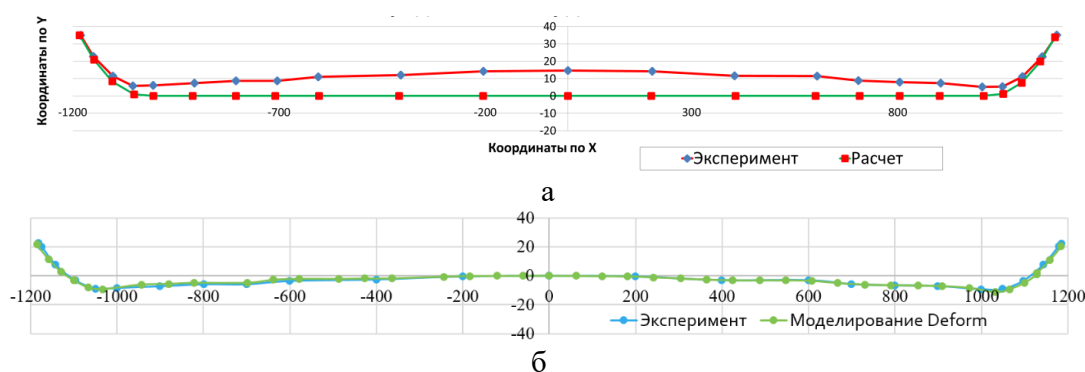 Координаты по Y
40
30
20
10
0
-10
-20
-1200 -700 -200 300 800
Координаты по X
Эксперимент Расчет
а
40
20
0
-20
-40
-1200 -1000 -800 -600 -400 -200 0 200 400 600 800 1000 1200
Эксперимент Моделирование Deform
б